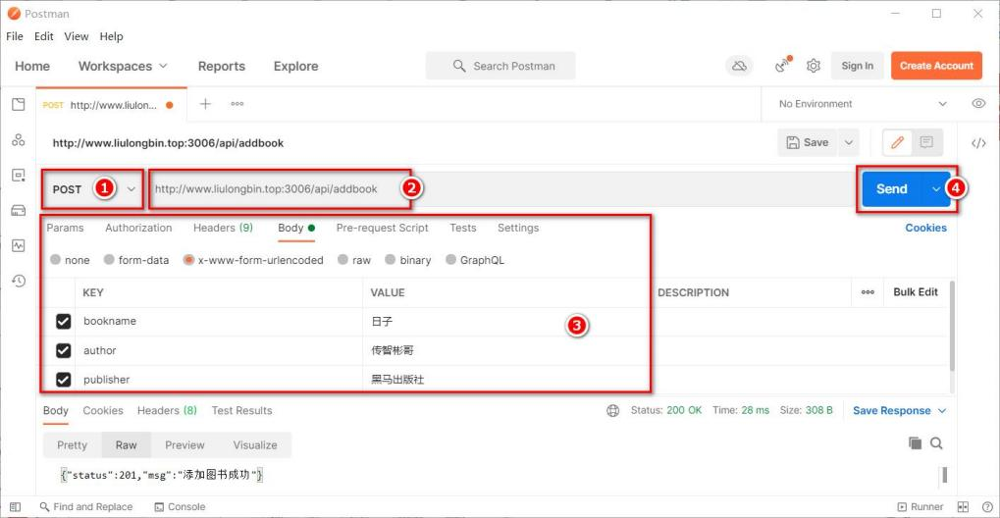 Postman
File Edit View Help
Home Workspaces Reports Explore Search Postman Sign In Create Account
POST http://www.liulon... No Environment
http://www.liulongbin.top:3006/api/addbook Save
POST 1 http://www.liulongbin.top:3006/api/addbook 2 Send 4
Params Authorization Headers (9) Body Pre-request Script Tests Settings Cookies
none form-data x-www-form-urlencoded raw binary GraphQL
KEY VALUE DESCRIPTION Bulk Edit
bookname 日子 3
author 传智彬哥
publisher 黑马出版社
Body Cookies Headers (8) Test Results Status: 200 OK Time: 28 ms Size: 308 B Save Response
Pretty Raw Preview Visualize
{"status":201,"msg":"添加图书成功"}
Find and Replace Console Runner